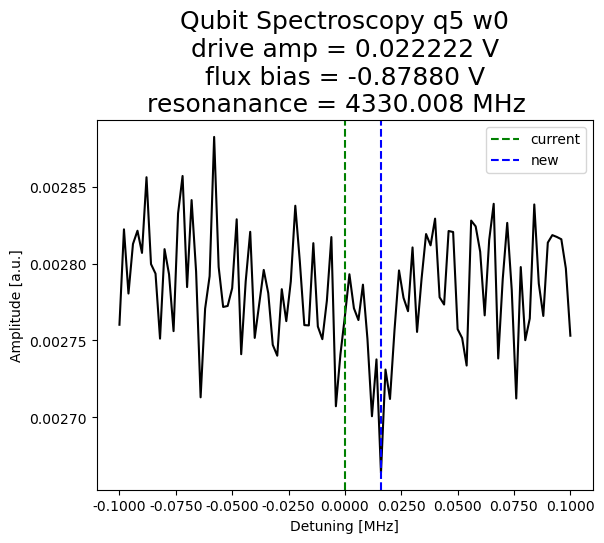 Qubit Spectroscopy q5 w0
drive amp = 0.022222 V
flux bias = -0.87880 V
resonanance = 4330.008 MHz
current
new
Amplitude [a.u.]
0.00285
0.00280
0.00275
0.00270
-0.1000 -0.0750 -0.0500 -0.0250 0.0000 0.0250 0.0500 0.0750 0.1000
Detuning [MHz]